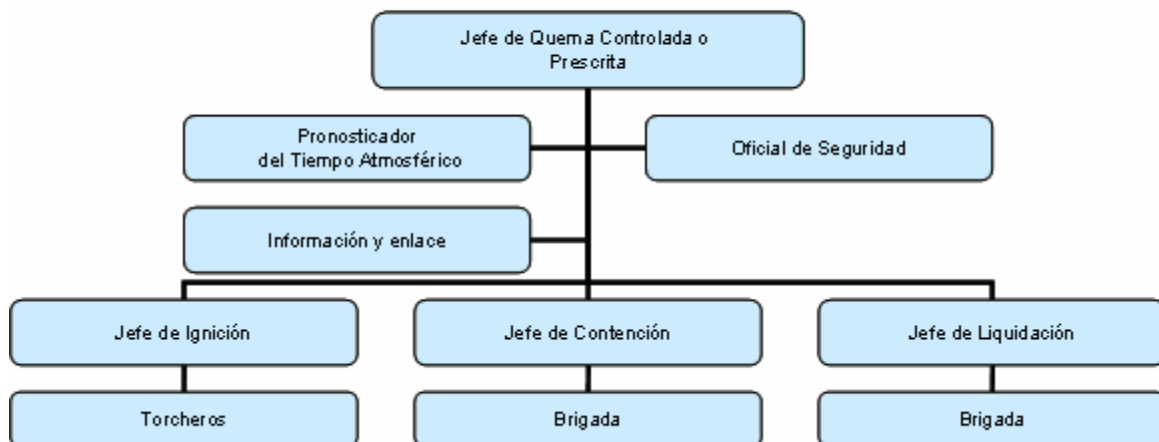 Jefe de Quema Controlada o
Prescrita
Pronosticador
del Tiempo Atmosférico
Oficial de Seguridad
Información y enlace
Jefe de Ignición
Jefe de Contención
Jefe de Liquidación
Torcheros
Brigada
Brigada